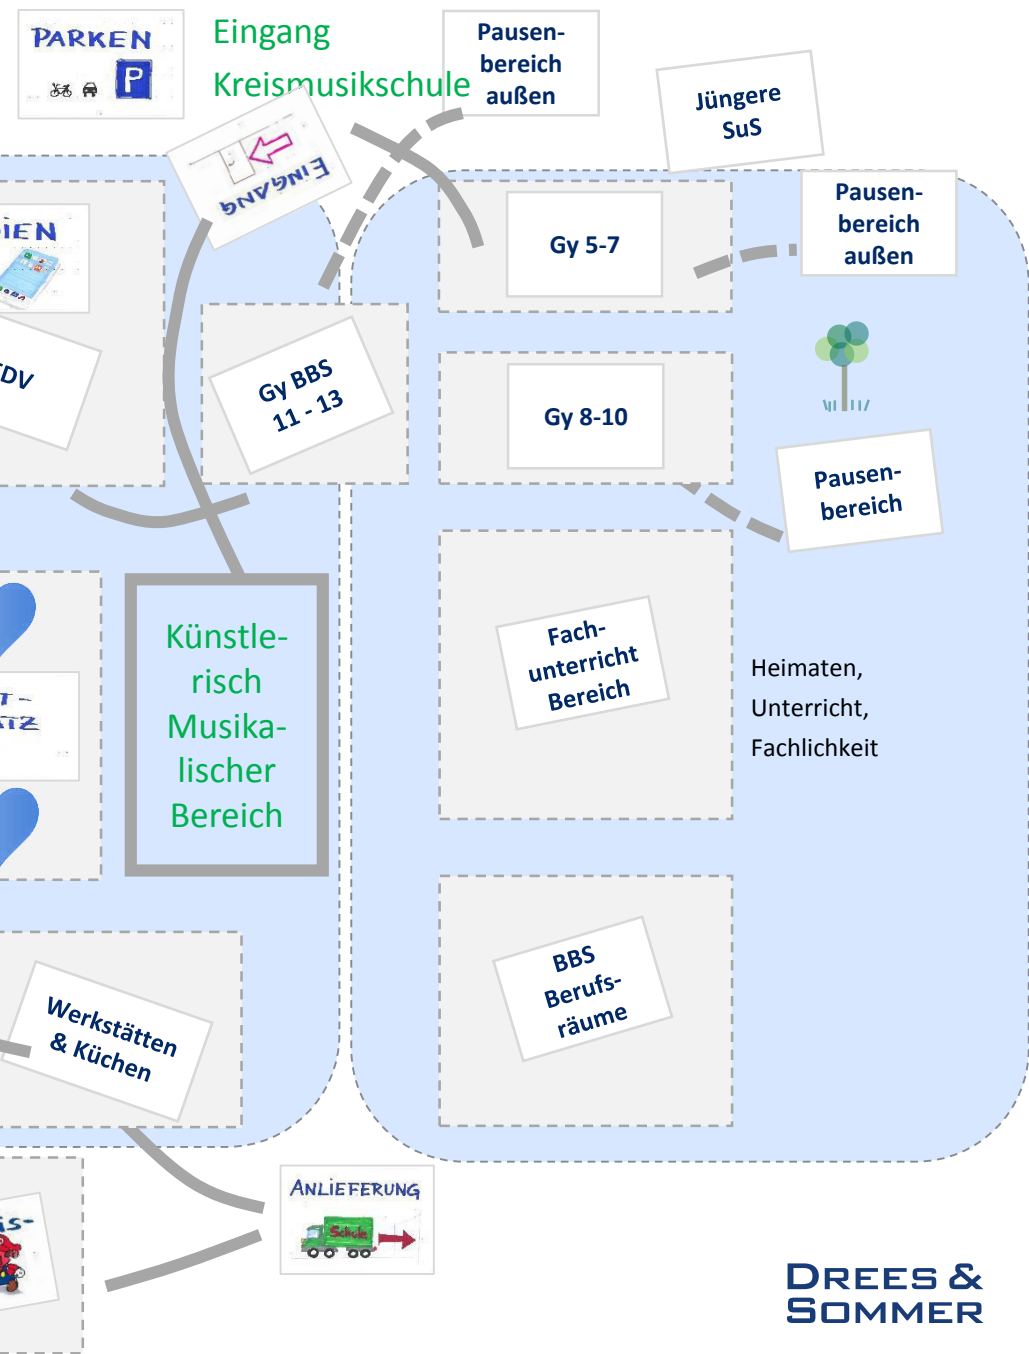 PARKEN
P
Eingang
Kreismusikschule
Pausen-
bereich
außen
Jüngere
SuS
EINGANG
Pausen-
bereich
außen
Gy 5-7
Gy BBS
11 - 13
Gy 8-10
Pausen-
bereich
Künstle-
risch
Musika-
lischer
Bereich
Fach-
unterricht
Bereich
Heimaten,
Unterricht,
Fachlichkeit
BBS
Berufs-
räume
Werkstätten
& Küchen
ANLIEFERUNG
Schule
DREES &
SOMMER